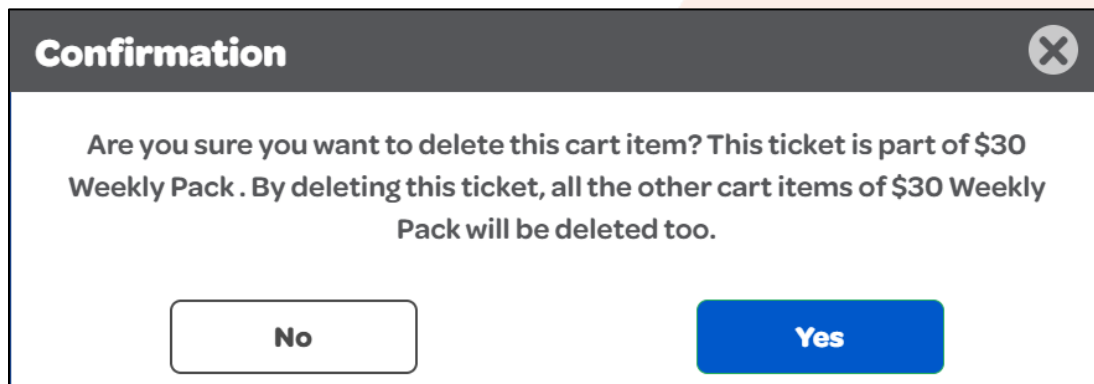 Confirmation
Are you sure you want to delete this cart item? This ticket is part of $30
Weekly Pack . By deleting this ticket, all the other cart items of $30 Weekly
Pack will be deleted too.
No
Yes